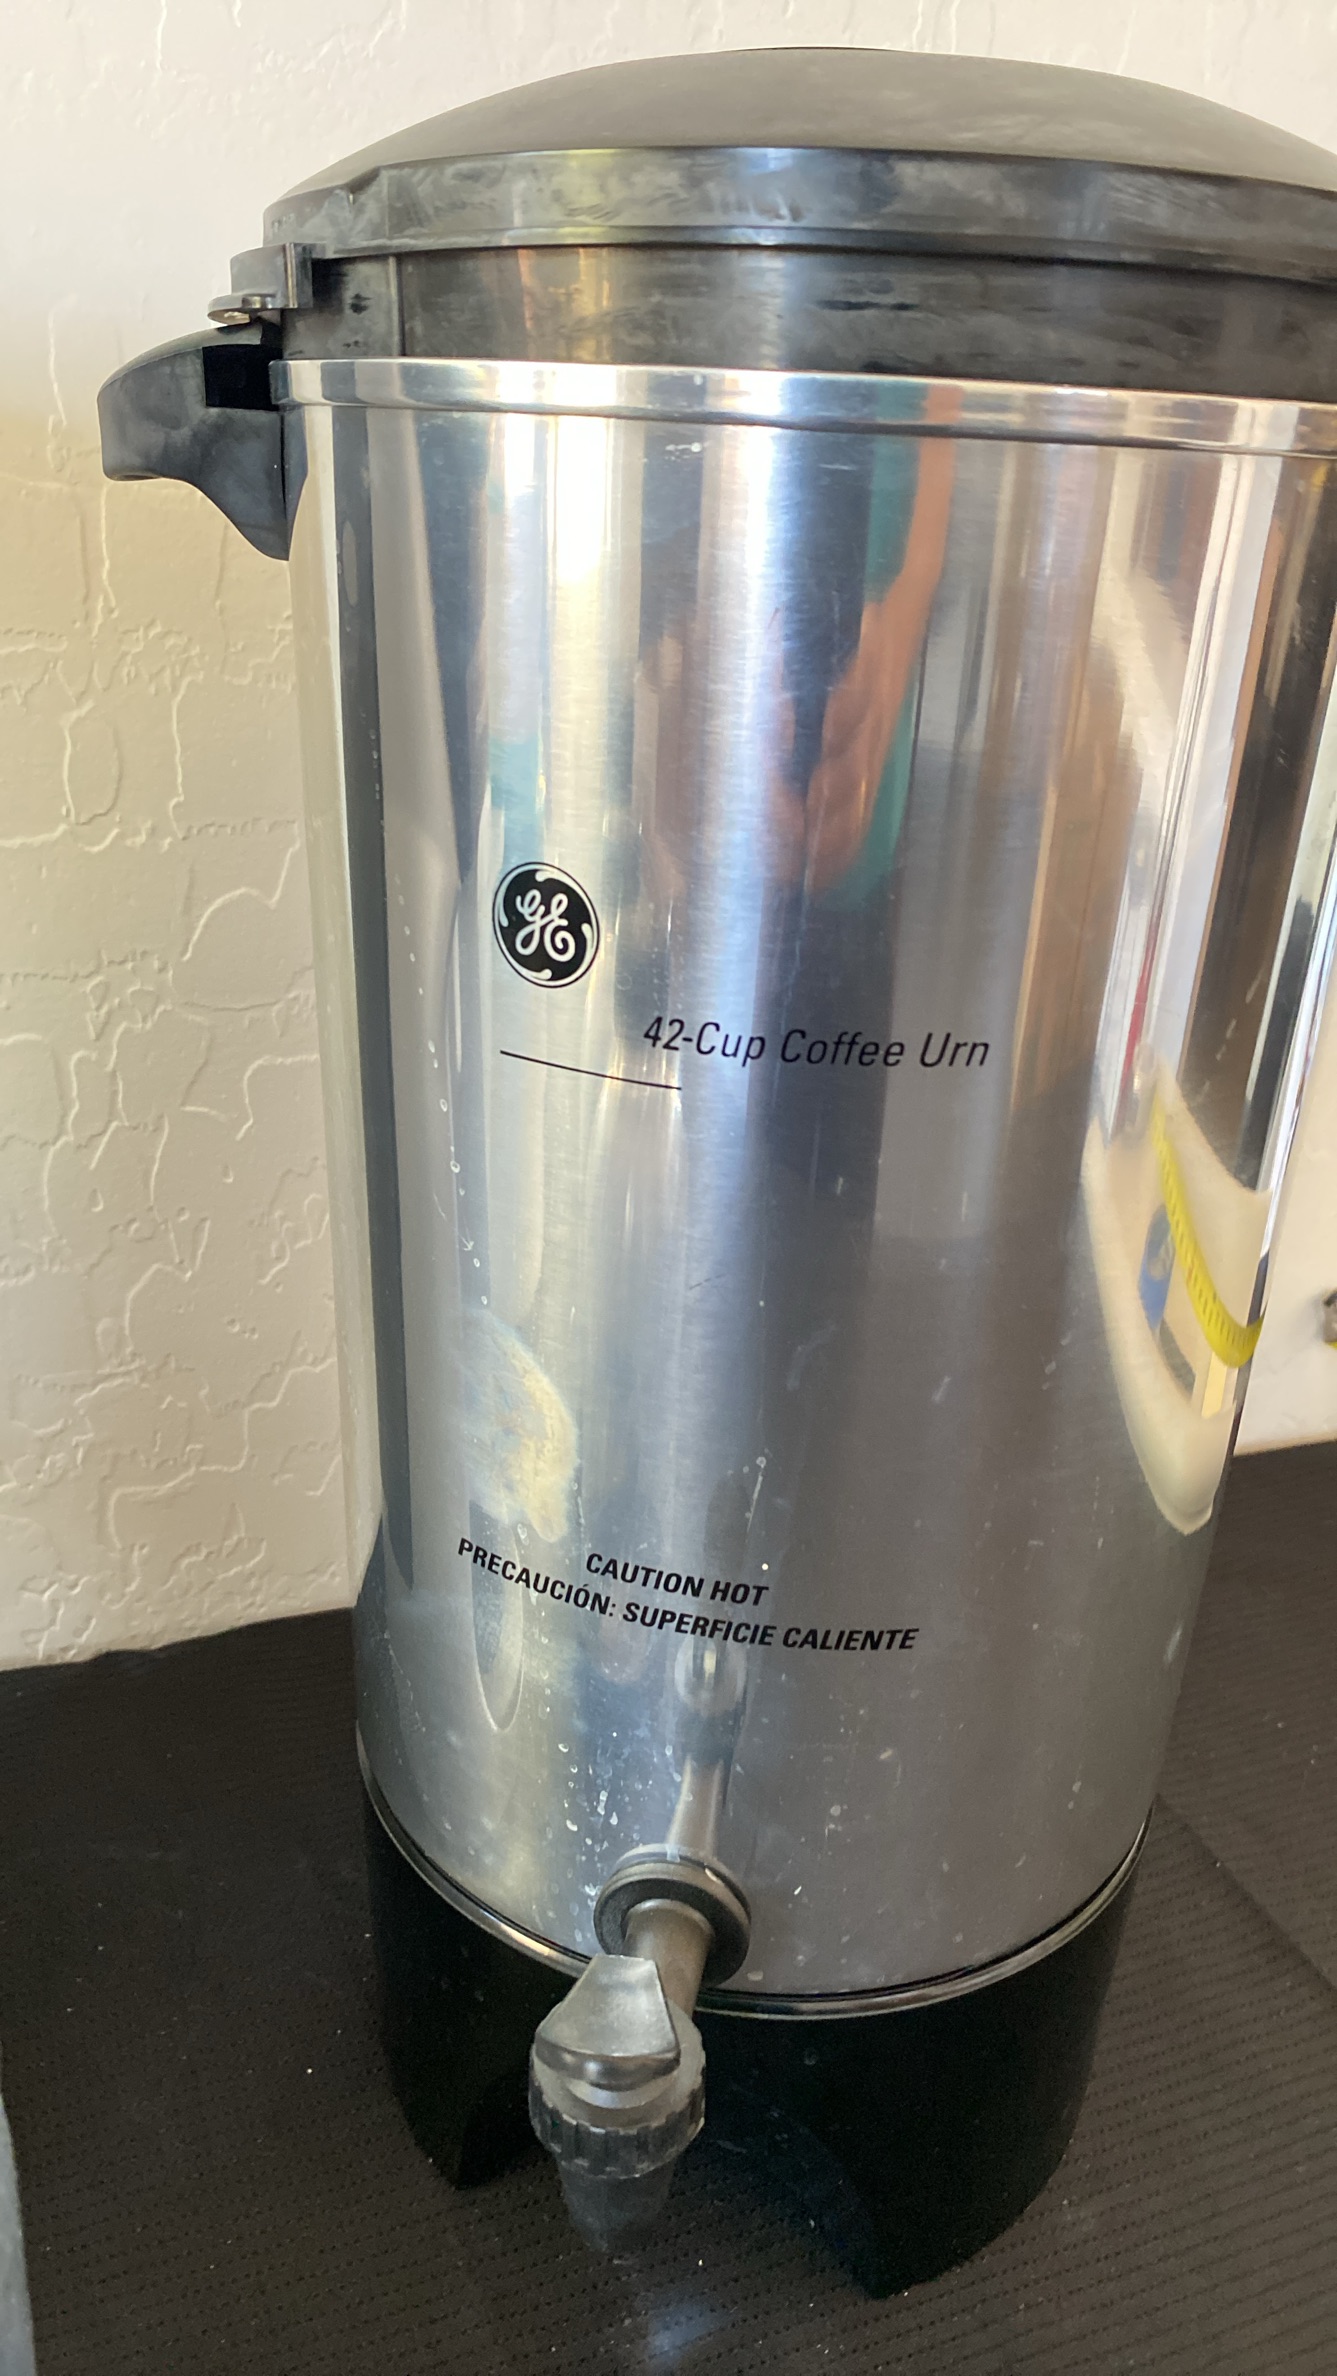 GE
42-Cup Coffee Urn
CAUTION HOT
PRECAUCIÓN: SUPERFICIE CALIENTE